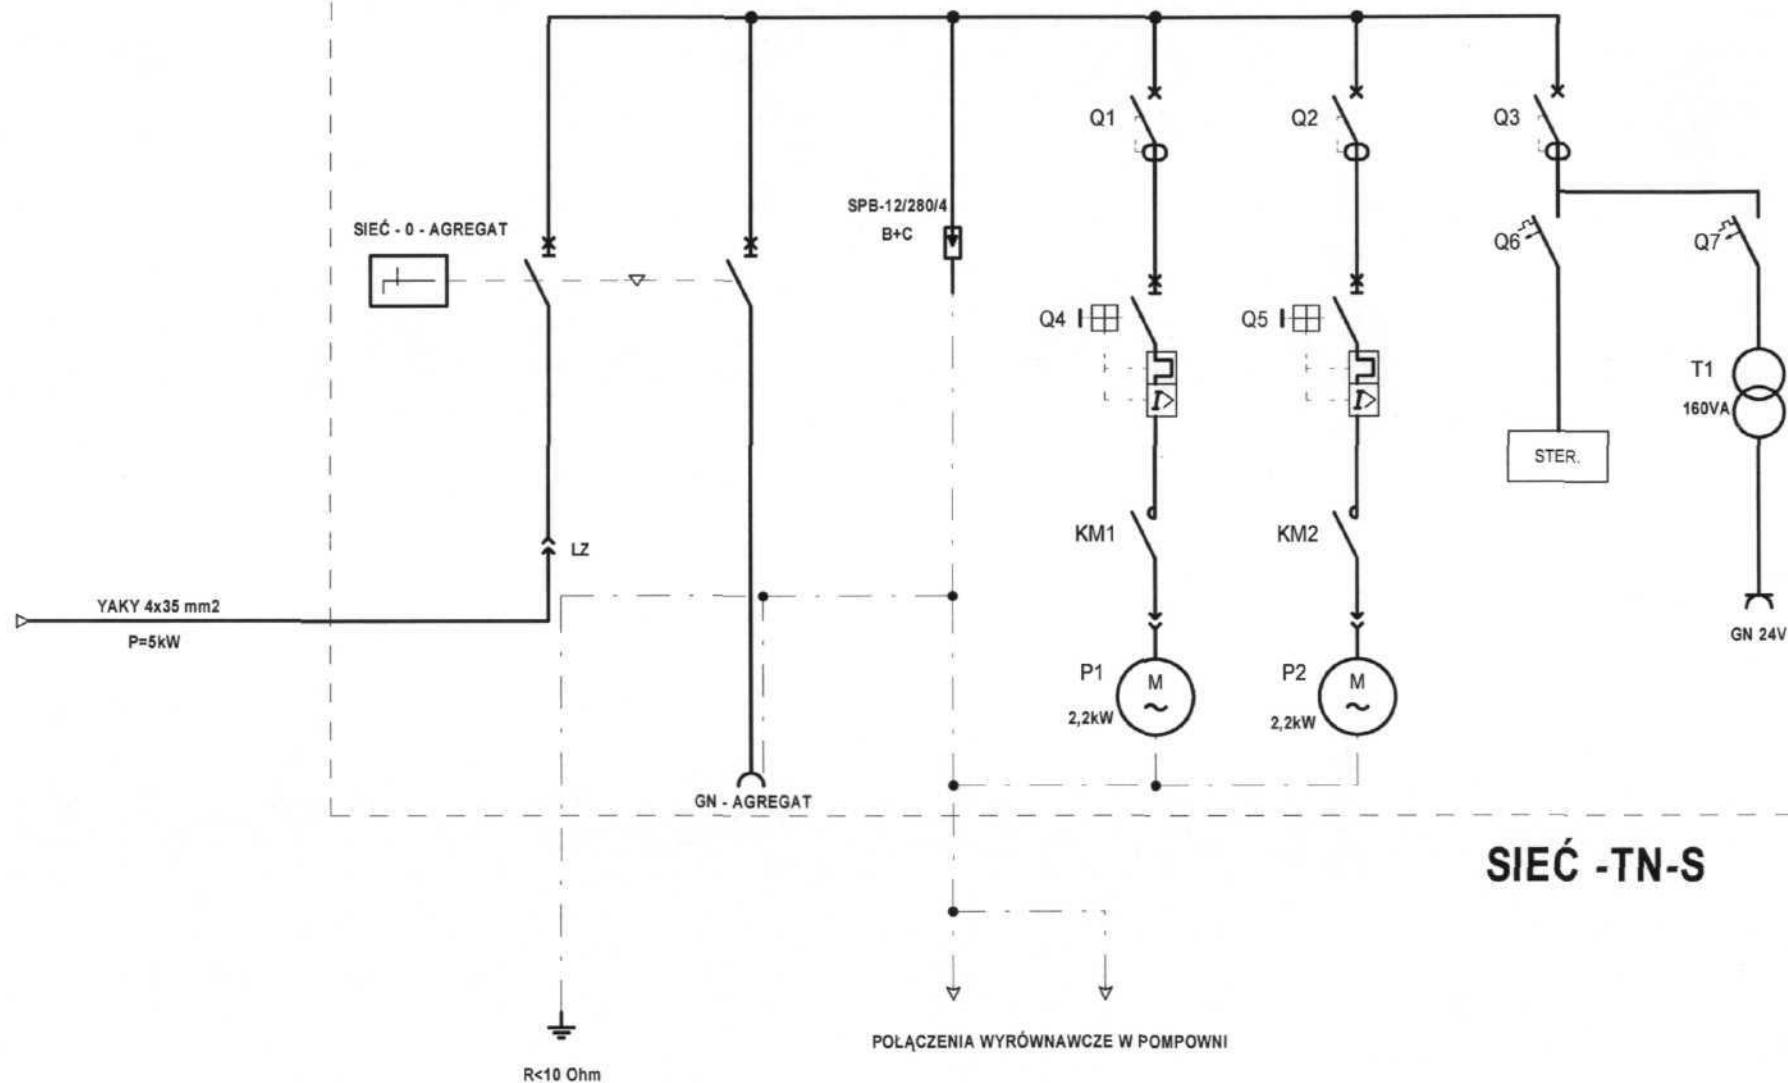 Q1
Q2
Q3
SPB-12/280/4
B+C
SIEĆ - 0 - AGREGAT
Q6
Q7
Q4
I>
Q5
I>
T1
160VA
STER.
KM1
KM2
LZ
YAKY 4x35 mm2
P=5kW
GN 24V
P1
M
~
2,2kW
P2
M
~
2,2kW
GN - AGREGAT
SIEĆ -TN-S
POŁĄCZENIA WYRÓWNAWCZE W POMPOWNI
R<10 Ohm